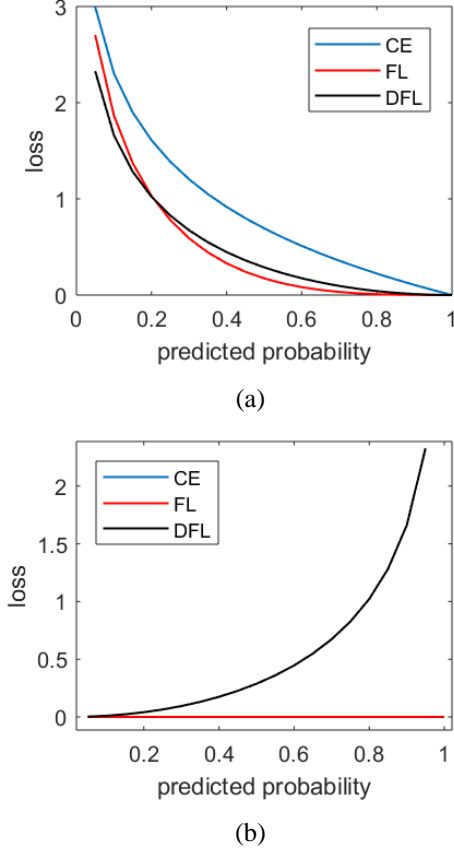 3
2
1
0
loss
CE
FL
DFL
0
0.2
0.4
0.6
0.8
1
predicted probability
(a)
2
1.5
1
0.5
0
loss
CE
FL
DFL
0.2
0.4
0.6
0.8
1
predicted probability
(b)